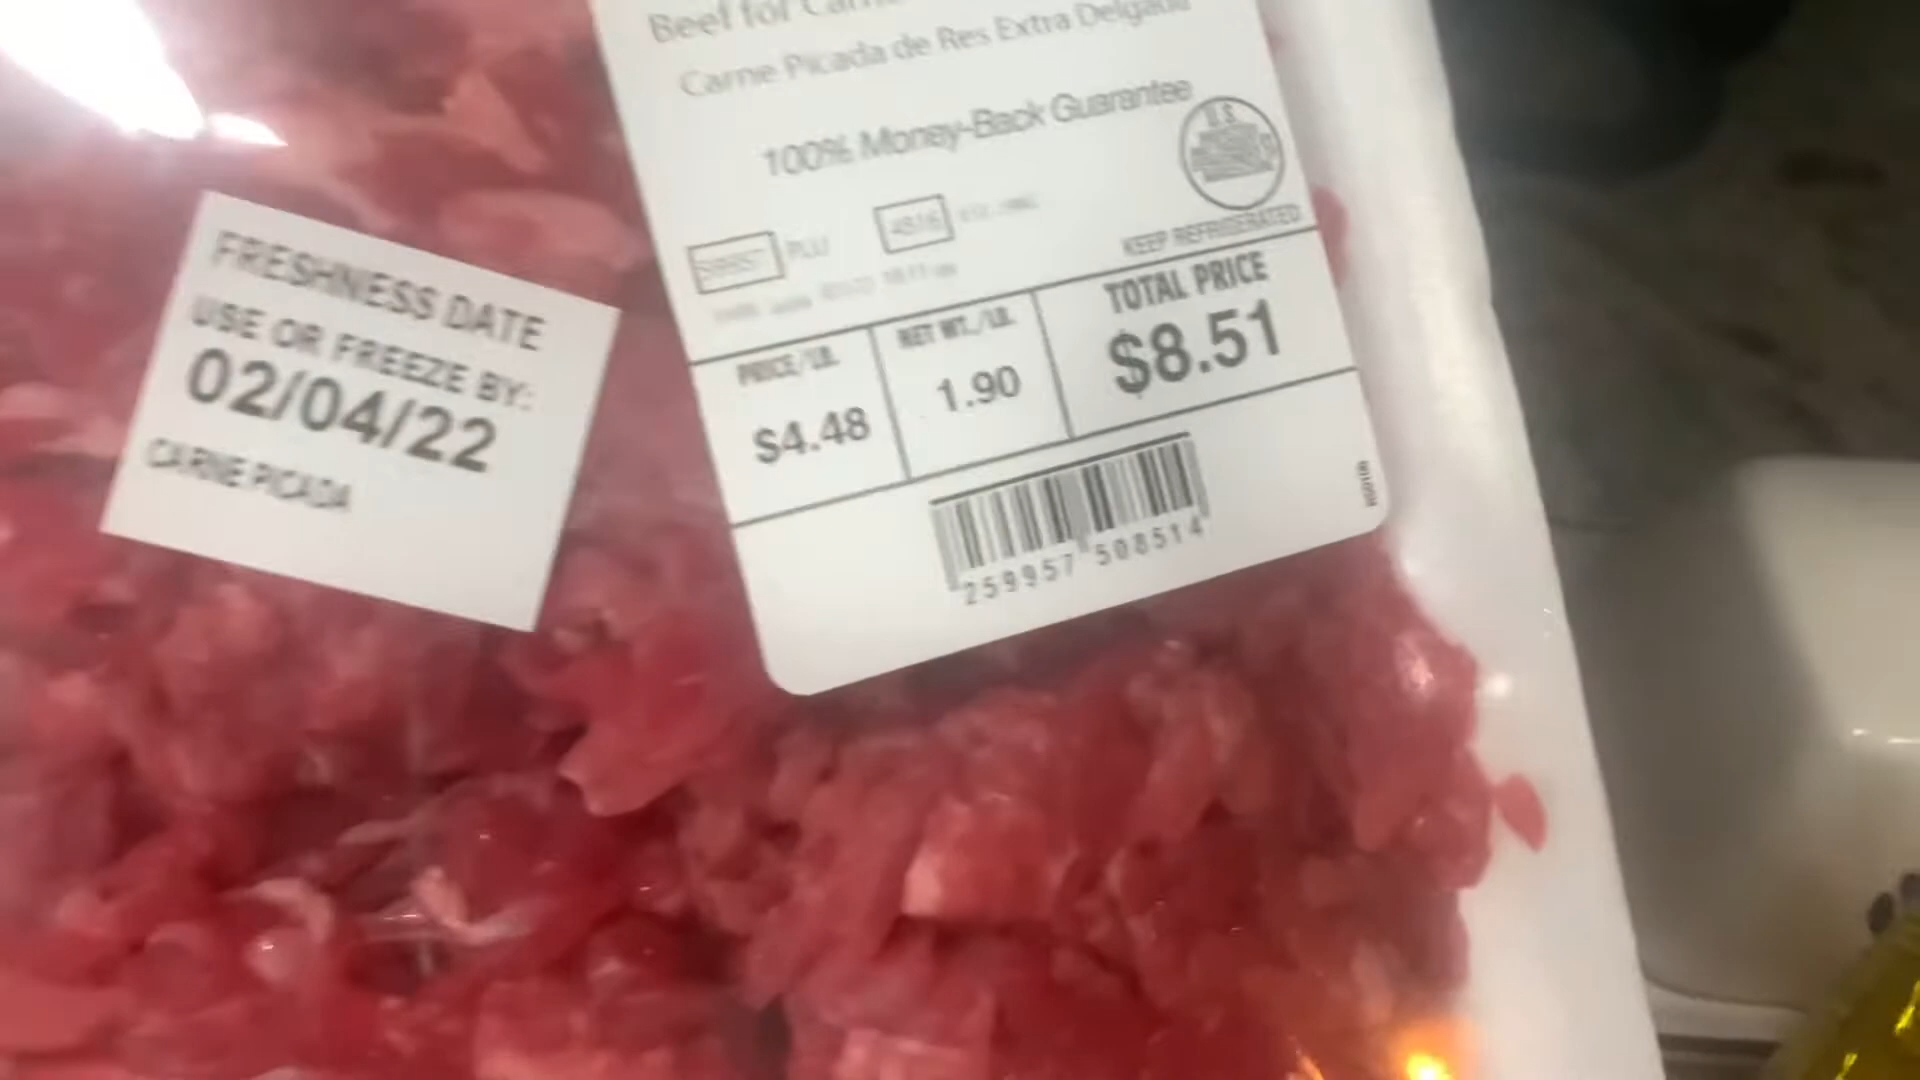 Beef for Carne
Carne Picada de Res Extra Delgada
100% Money-Back Guarantee
U.S.
PLU
KEEP REFRIGERATED
PRICE/LB.
NET WT./LB.
TOTAL PRICE
$4.48
1.90
$8.51
259957 508514
FRESHNESS DATE
USE OR FREEZE BY:
02/04/22
CARNE PICADA